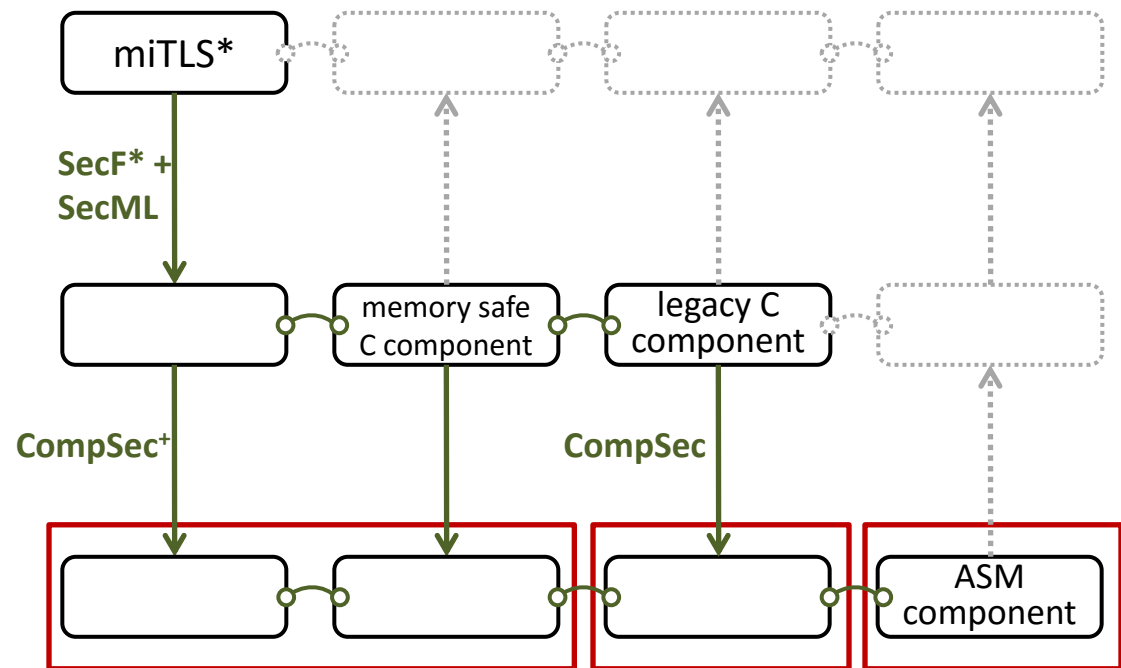 miTLS*
SecF* +
SecML
memory safe
C component
legacy C
component
CompSec⁺
CompSec
ASM
component